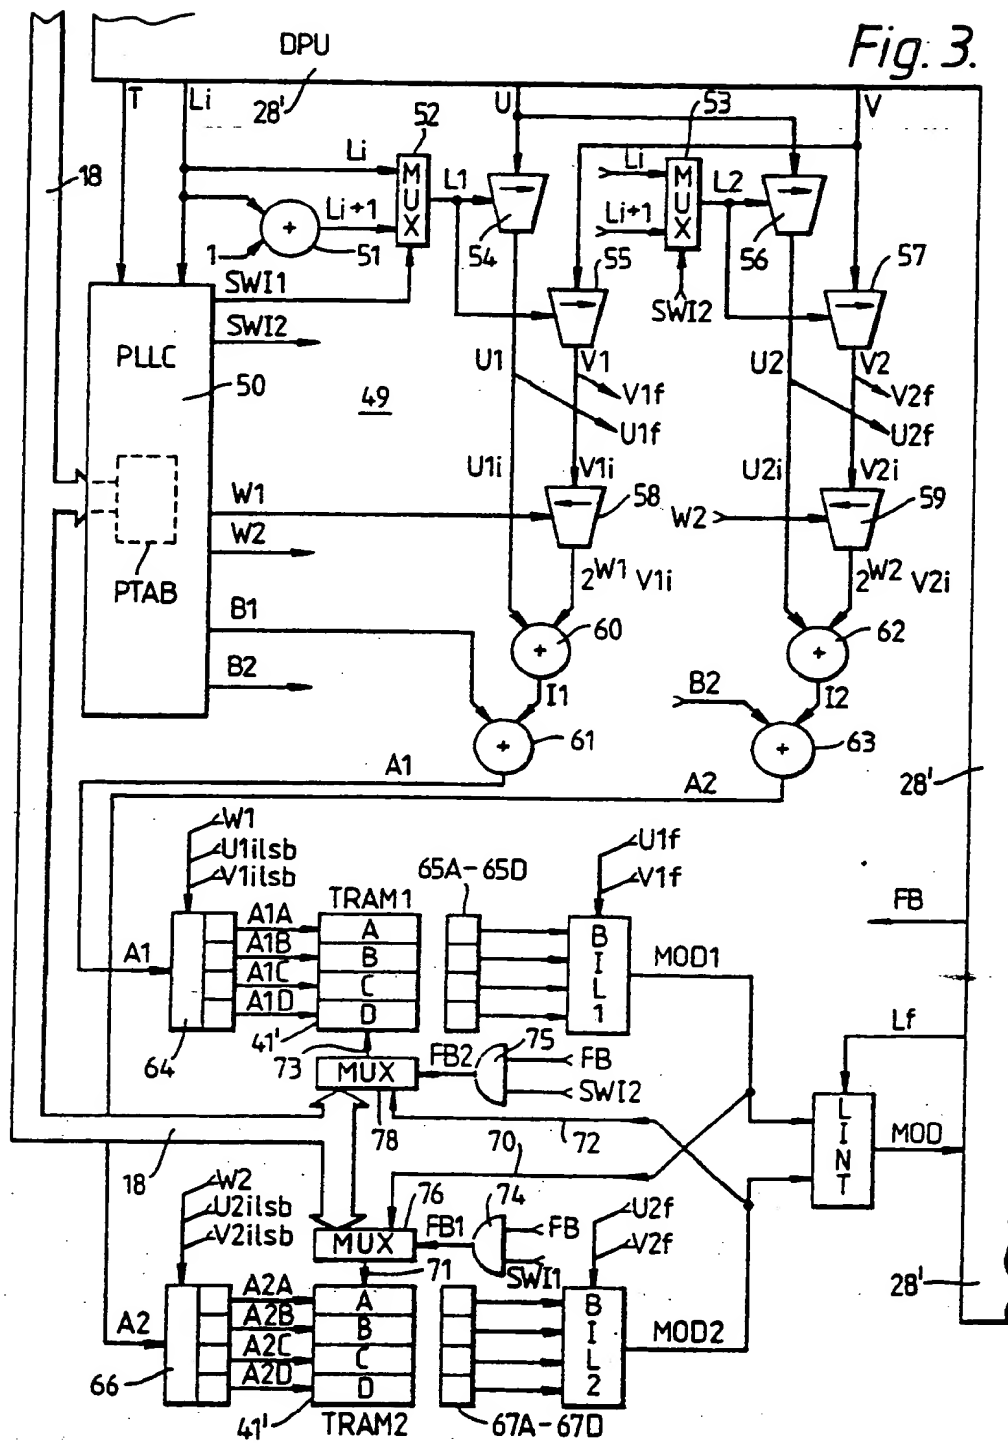 Fig. 3.
DPU
28'
T
Li
U
V
18
52
53
Li
MUX
L1
Li
MUX
L2
Li+1
Li+1
1
+
51
54
56
55
57
SWI1
SWI2
SWI2
PLLC
50
49
U1
V1
V1f
U1f
U2
V2
V2f
U2f
U1i
V1i
U2i
V2i
W1
58
W2
59
W2
PTAB
2W1 V1i
2W2 V2i
B1
+
60
+
62
B2
I1
B2
I2
+
61
+
63
A1
A2
28'
W1
U1ilsb
V1ilsb
65A-65D
U1f
V1f
TRAM1
FB
A1A
A
A1B
B
A1
A1C
C
A1D
D
BIL1
MOD1
64
41'
73
Lf
MUX
FB2
75
FB
SWI2
LINT
MOD
78
72
18
70
W2
U2ilsb
V2ilsb
76
74
MUX
FB1
FB
SWI1
U2f
V2f
71
28'
A2A
A
A2B
B
A2
A2C
C
A2D
D
BIL2
MOD2
66
41'
TRAM2
67A-67D